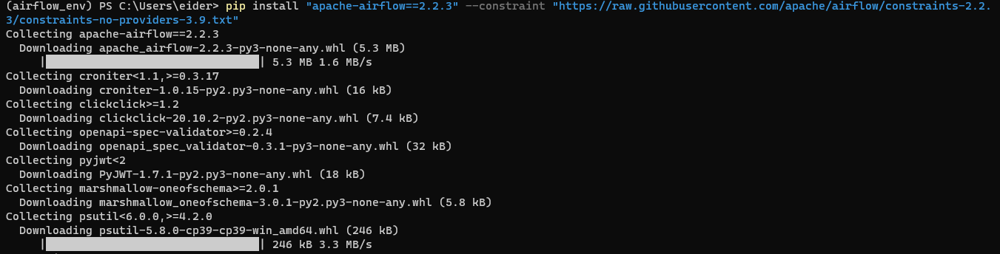 (airflow_env) PS C:\Users\eider> pip install "apache-airflow==2.2.3" --constraint "https://raw.githubusercontent.com/apache/airflow/constraints-2.2.
3/constraints-no-providers-3.9.txt"
Collecting apache-airflow==2.2.3
  Downloading apache_airflow-2.2.3-py3-none-any.whl (5.3 MB)
     |                                | 5.3 MB 1.6 MB/s
Collecting croniter<1.1,>=0.3.17
  Downloading croniter-1.0.15-py2.py3-none-any.whl (16 kB)
Collecting clickclick>=1.2
  Downloading clickclick-20.10.2-py2.py3-none-any.whl (7.4 kB)
Collecting openapi-spec-validator>=0.2.4
  Downloading openapi_spec_validator-0.3.1-py3-none-any.whl (32 kB)
Collecting pyjwt<2
  Downloading PyJWT-1.7.1-py2.py3-none-any.whl (18 kB)
Collecting marshmallow-oneofschema>=2.0.1
  Downloading marshmallow_oneofschema-3.0.1-py2.py3-none-any.whl (5.8 kB)
Collecting psutil<6.0.0,>=4.2.0
  Downloading psutil-5.8.0-cp39-cp39-win_amd64.whl (246 kB)
     |                                | 246 kB 3.3 MB/s